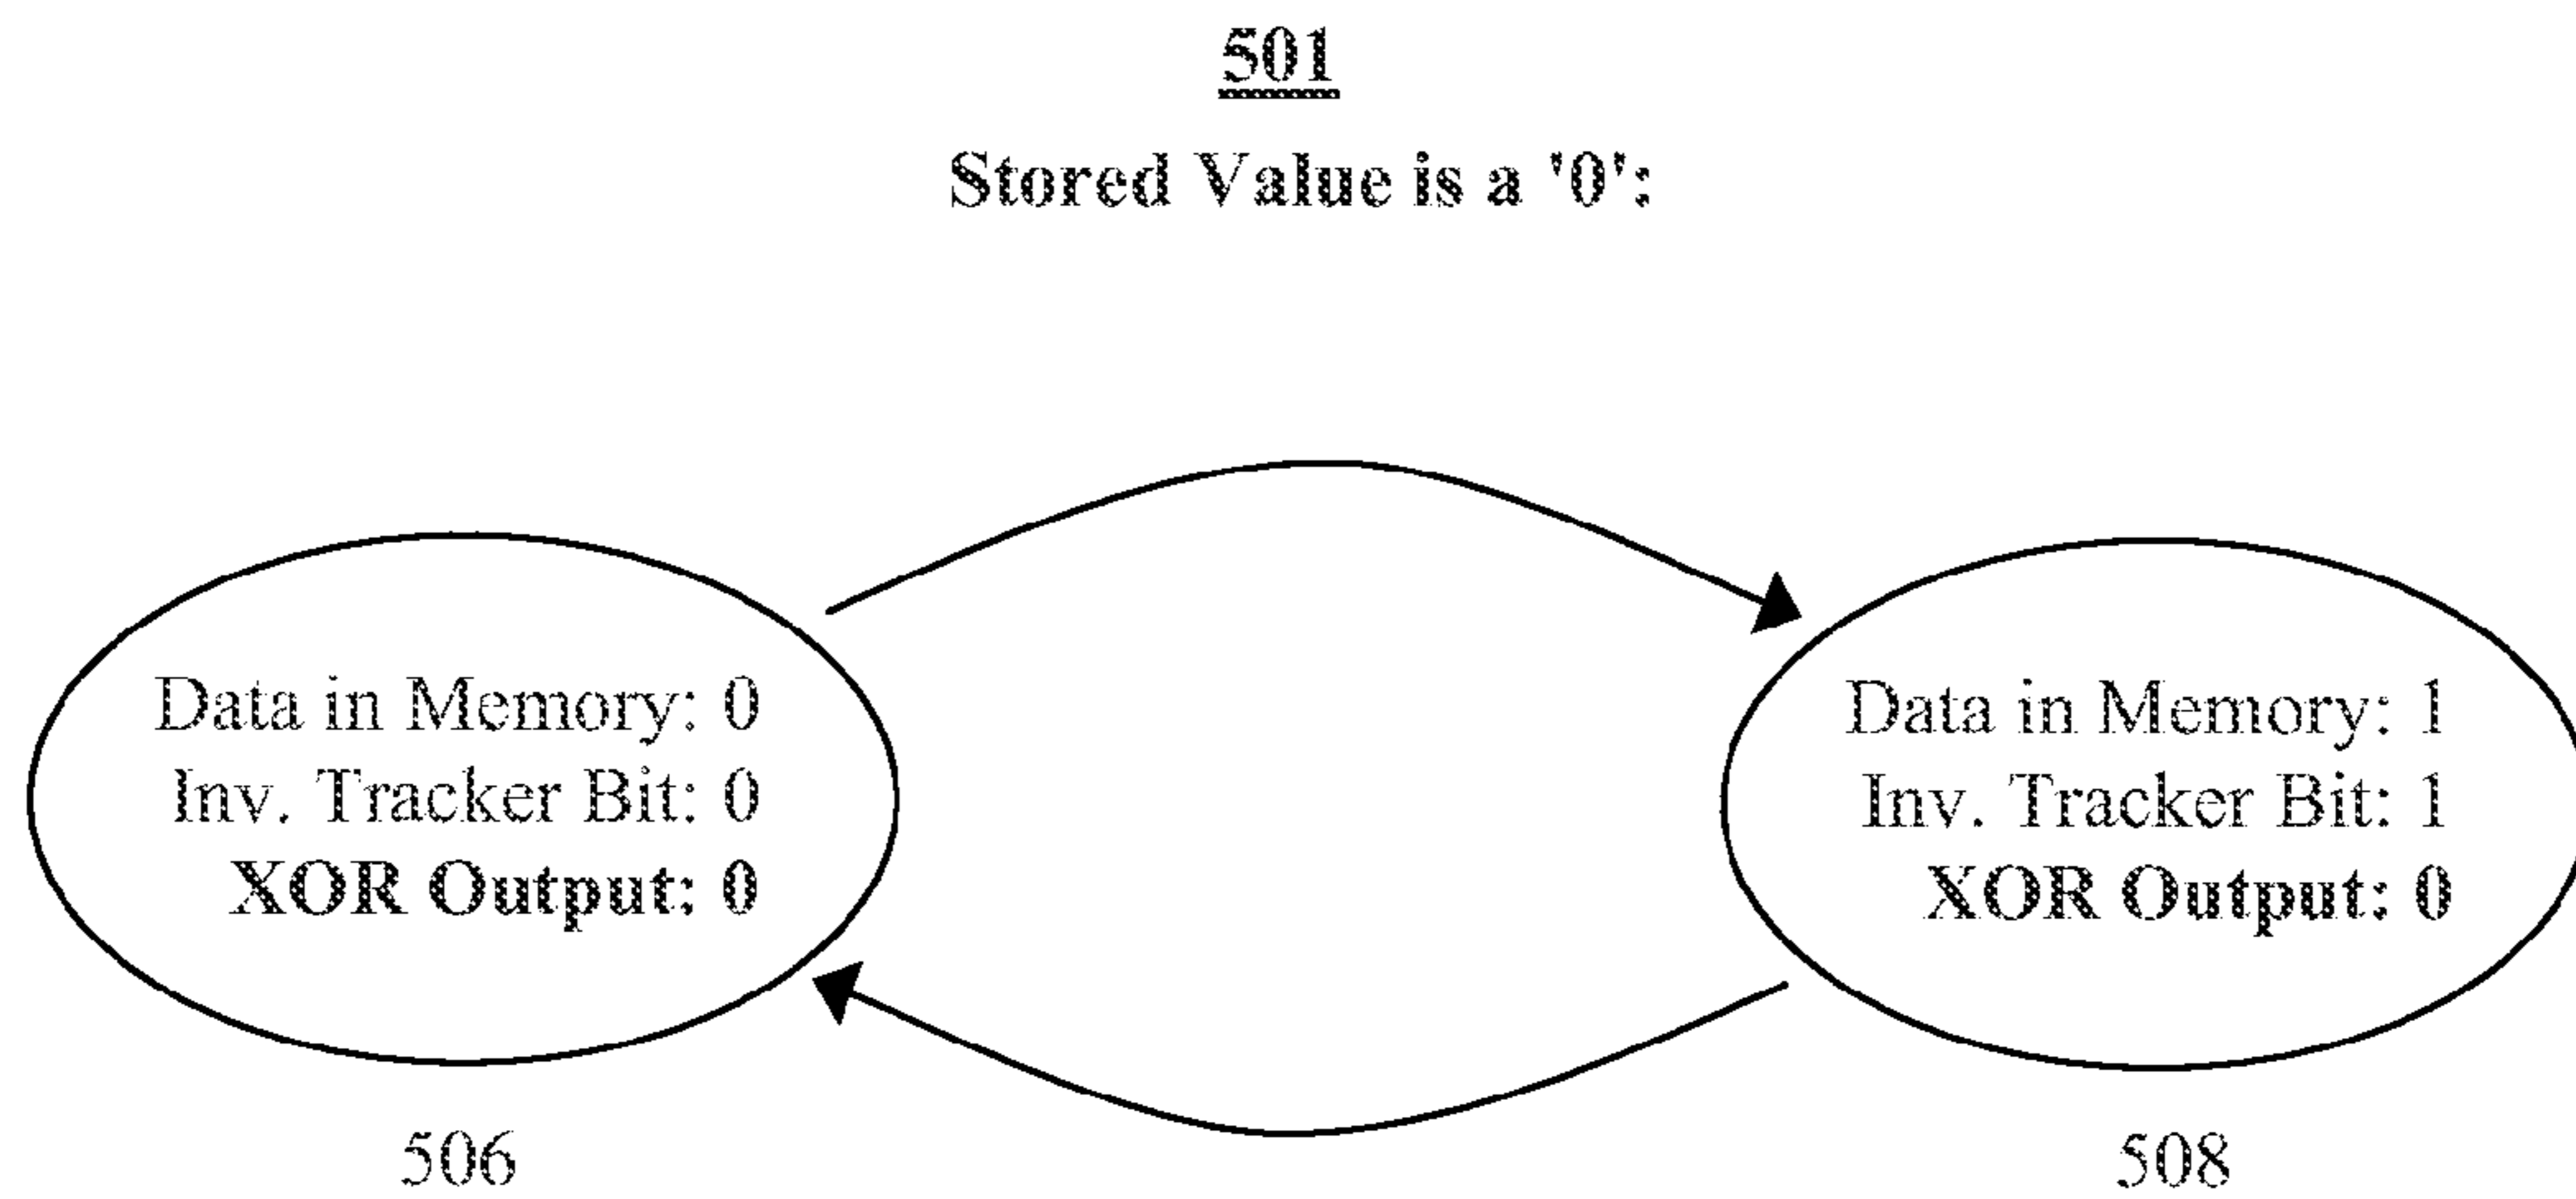 501
Stored Value is a '0':
Data in Memory: 0
Inv. Tracker Bit: 0
XOR Output: 0
506
Data in Memory: 1
Inv. Tracker Bit: 1
XOR Output: 0
508